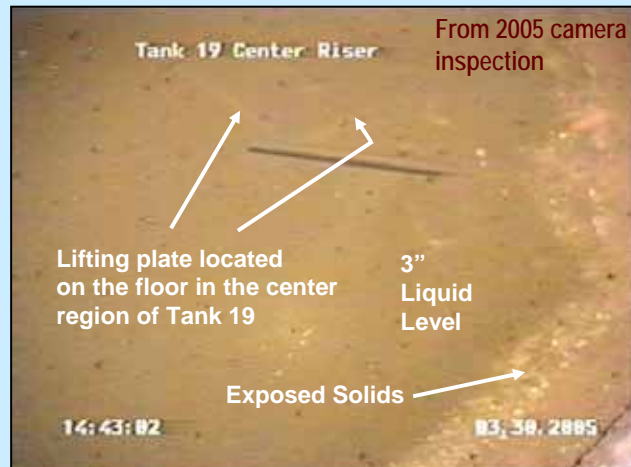 From 2005 camera
inspection
Tank 19 Center Riser
Lifting plate located
on the floor in the center
region of Tank 19
3”
Liquid
Level
Exposed Solids
14:43:02
03,30.2005